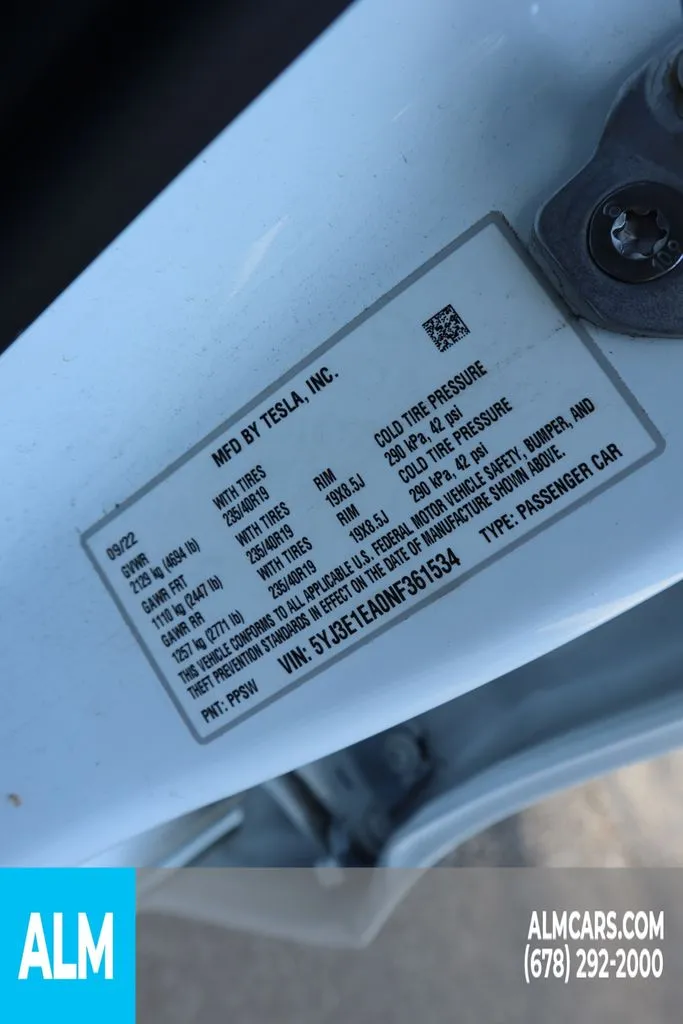 MFD BY TESLA, INC.
09/22
GVWR
2129 kg (4694 lb)
GAWR FRT
1110 kg (2447 lb)
GAWR RR
1257 kg (2771 lb)
WITH TIRES
235/40R19
WITH TIRES
235/40R19
WITH TIRES
235/40R19
RIM
19X8.5J
RIM
19X8.5J
COLD TIRE PRESSURE
290 kPa, 42 psi
COLD TIRE PRESSURE
290 kPa, 42 psi
THIS VEHICLE CONFORMS TO ALL APPLICABLE U.S. FEDERAL MOTOR VEHICLE SAFETY, BUMPER, AND
THEFT PREVENTION STANDARDS IN EFFECT ON THE DATE OF MANUFACTURE SHOWN ABOVE.
PNT: PPSW
VIN: 5YJ3E1EA0NF361534
TYPE: PASSENGER CAR
ALM
ALMCARS.COM
(678) 292-2000